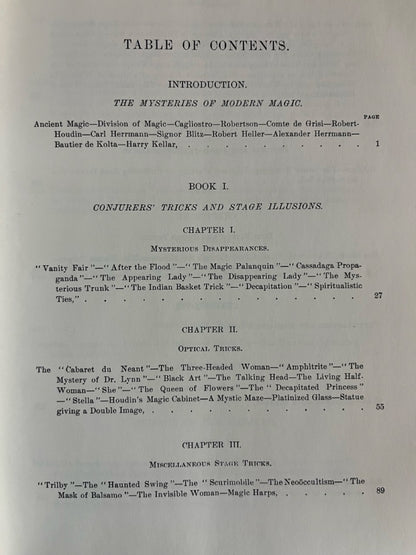 TABLE OF CONTENTS.
INTRODUCTION.
THE MYSTERIES OF MODERN MAGIC.
PAGE
Ancient Magic—Division of Magic—Cagliostro—Robertson—Comte de Grisi—Robert-
Houdin—Carl Herrmann—Signor Blitz—Robert Heller—Alexander Herrmann—
Bautier de Kolta—Harry Kellar, . . . . . . . . . . 1
BOOK I.
CONJURERS' TRICKS AND STAGE ILLUSIONS.
CHAPTER I.
MYSTERIOUS DISAPPEARANCES.
"Vanity Fair"—"After the Flood"—"The Magic Palanquin"—"Cassadaga Propa-
ganda"—"The Appearing Lady"—"The Disappearing Lady"—"The Mys-
terious Trunk"—"The Indian Basket Trick"—"Decapitation"—"Spiritualistic
Ties," . . . . . . . . . . . . . . 27
CHAPTER II.
OPTICAL TRICKS.
The "Cabaret du Neant"—The Three-Headed Woman—"Amphitrite"—"The
Mystery of Dr. Lynn"—"Black Art"—The Talking Head—The Living Half-
Woman—"She"—"The Queen of Flowers"—The "Decapitated Princess"
—"Stella"—Houdin's Magic Cabinet—A Mystic Maze—Platinized Glass—Statue
giving a Double Image, . . . . . . . . . . . 55
CHAPTER III.
MISCELLANEOUS STAGE TRICKS.
"Trilby"—The "Haunted Swing"—The "Scurimobile"—The Neoöccultism—"The
Mask of Balsamo"—The Invisible Woman—Magic Harps, . . . . . 89